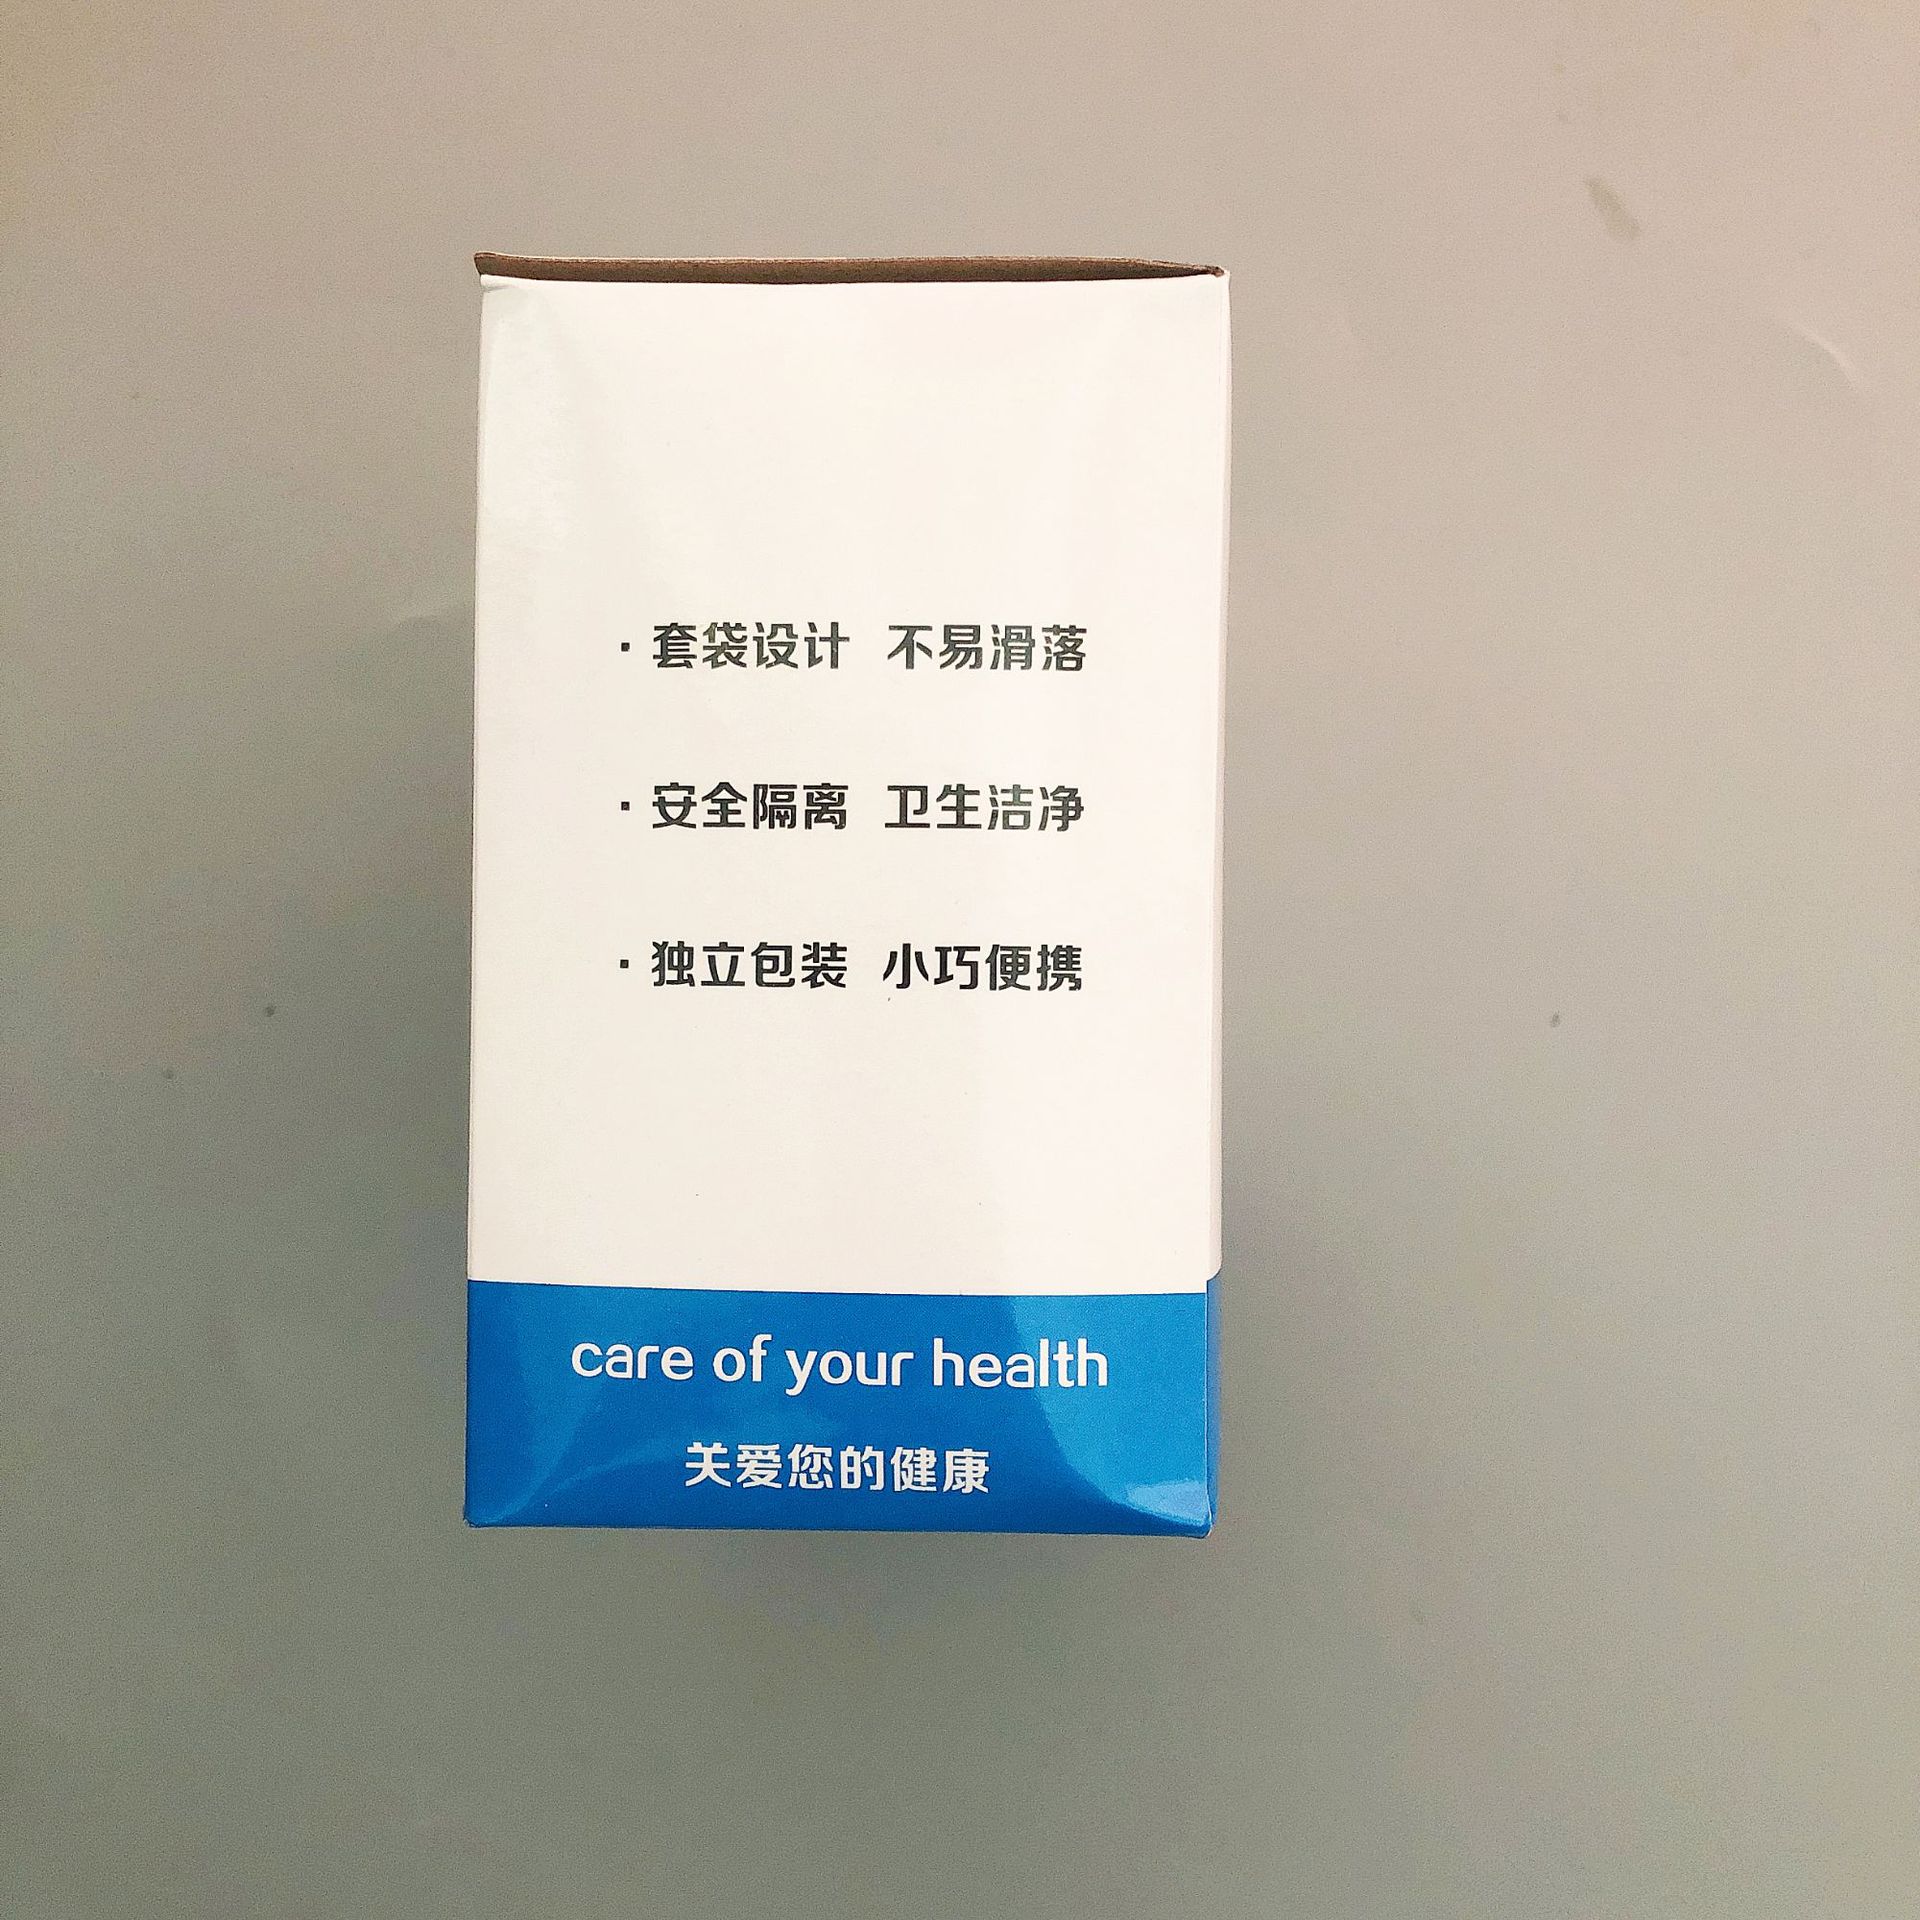 · 套袋设计 不易滑落
· 安全隔离 卫生洁净
· 独立包装 小巧便携
care of your health
关爱您的健康